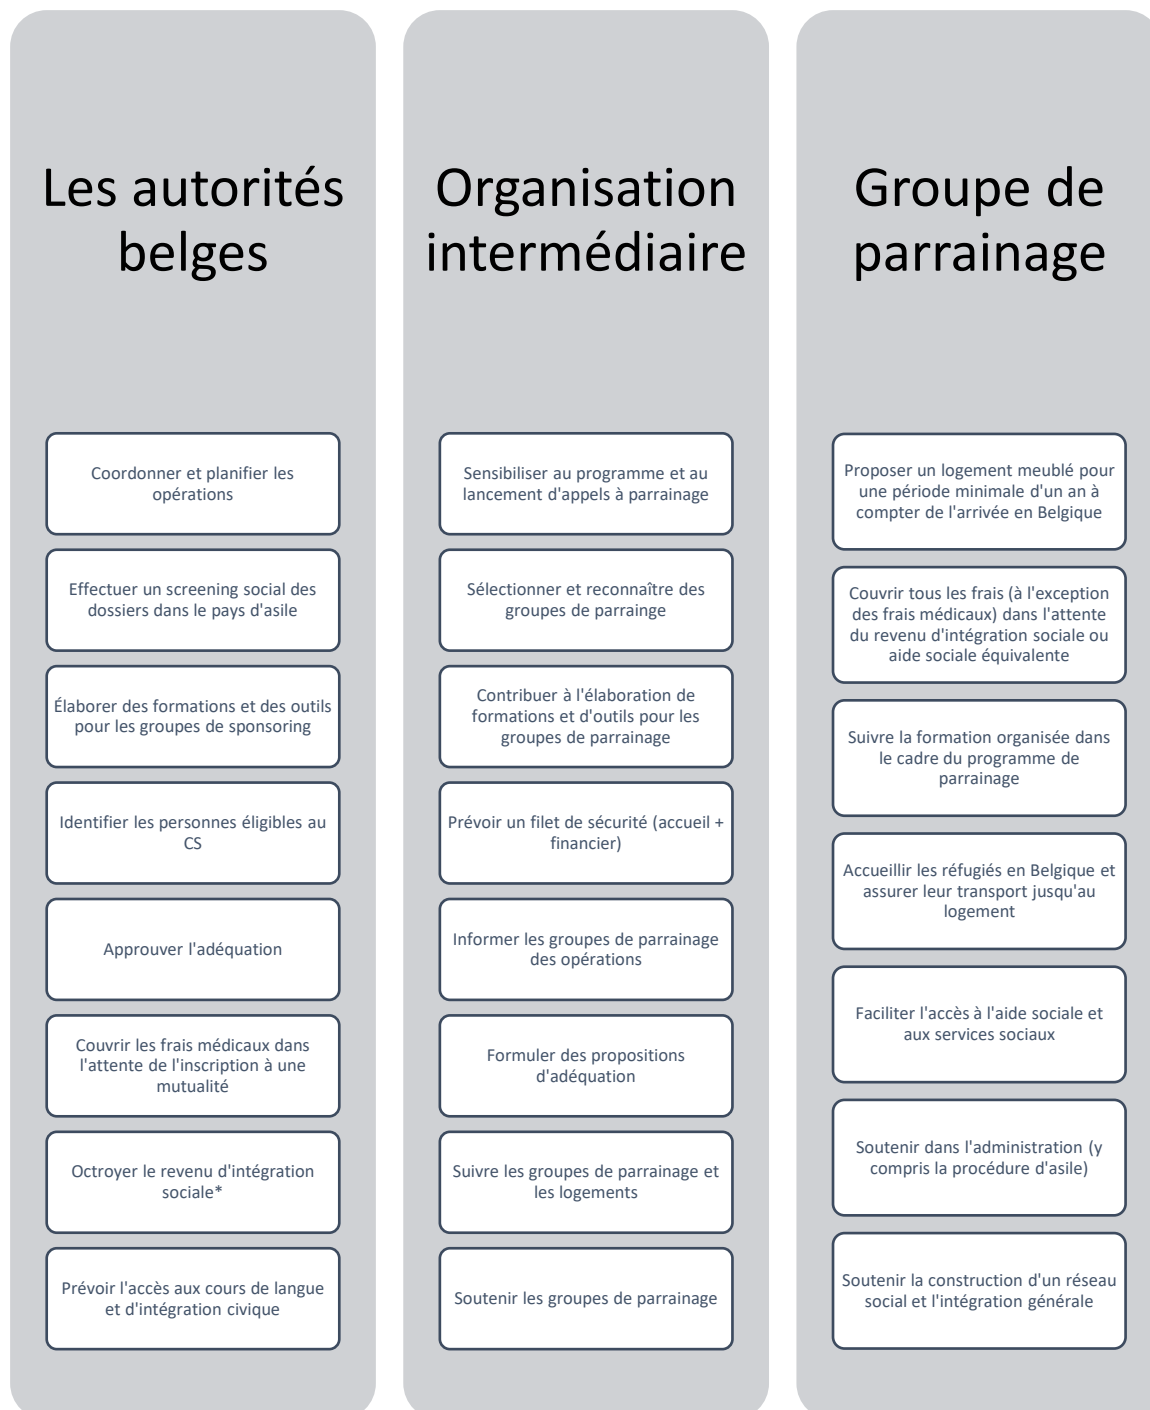 Les autorités
belges
Coordonner et planifier les
opérations
Effectuer un screening social des
dossiers dans le pays d'asile
Élaborer des formations et des outils
pour les groupes de sponsoring
Identifier les personnes éligibles au
CS
Approuver l'adéquation
Couvrir les frais médicaux dans
l'attente de l'inscription à une
mutualité
Octroyer le revenu d'intégration
sociale*
Prévoir l'accès aux cours de langue
et d'intégration civique
Organisation
intermédiaire
Sensibiliser au programme et au
lancement d'appels à parrainage
Sélectionner et reconnaître des
groupes de parrainge
Contribuer à l'élaboration de
formations et d'outils pour les
groupes de parrainage
Prévoir un filet de sécurité (accueil +
financier)
Informer les groupes de parrainage
des opérations
Formuler des propositions
d'adéquation
Suivre les groupes de parrainage et
les logements
Soutenir les groupes de parrainage
Groupe de
parrainage
Proposer un logement meublé pour
une période minimale d'un an à
compter de l'arrivée en Belgique
Couvrir tous les frais (à l'exception
des frais médicaux) dans l'attente
du revenu d'intégration sociale ou
aide sociale équivalente
Suivre la formation organisée dans
le cadre du programme de
parrainage
Accueillir les réfugiés en Belgique et
assurer leur transport jusqu'au
logement
Faciliter l'accès à l'aide sociale et
aux services sociaux
Soutenir dans l'administration (y
compris la procédure d'asile)
Soutenir la construction d'un réseau
social et l'intégration générale